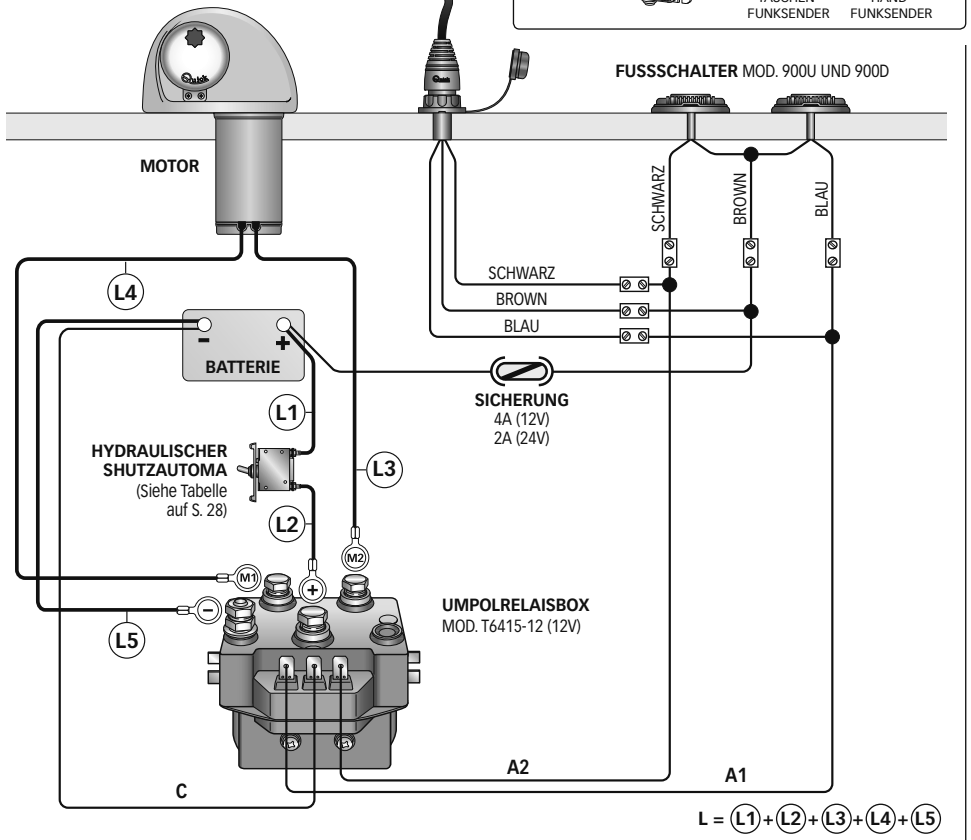 HAND
FUNKSENDER
FUNKSENDER
FUSSSCHALTER MOD. 900U UND 900D
Quick
Quick
MOTOR
SCHWARZ
BROWN
BLAU
L4
SCHWARZ
BROWN
BLAU
-
+
BATTERIE
SICHERUNG
4A (12V)
2A (24V)
L1
HYDRAULISCHER
SHUTZAUTOMA
(Siehe Tabelle
auf S. 28)
L3
L2
M2
M1
+
-
L5
UMPOLRELAISBOX
MOD. T6415-12 (12V)
A2
A1
C
L = L1+L2+L3+L4+L5